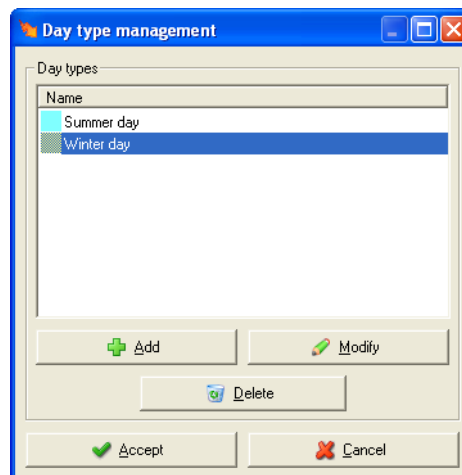 Day type management
Day types
Name
Summer day
Winter day
Add
Modify
Delete
Accept
Cancel